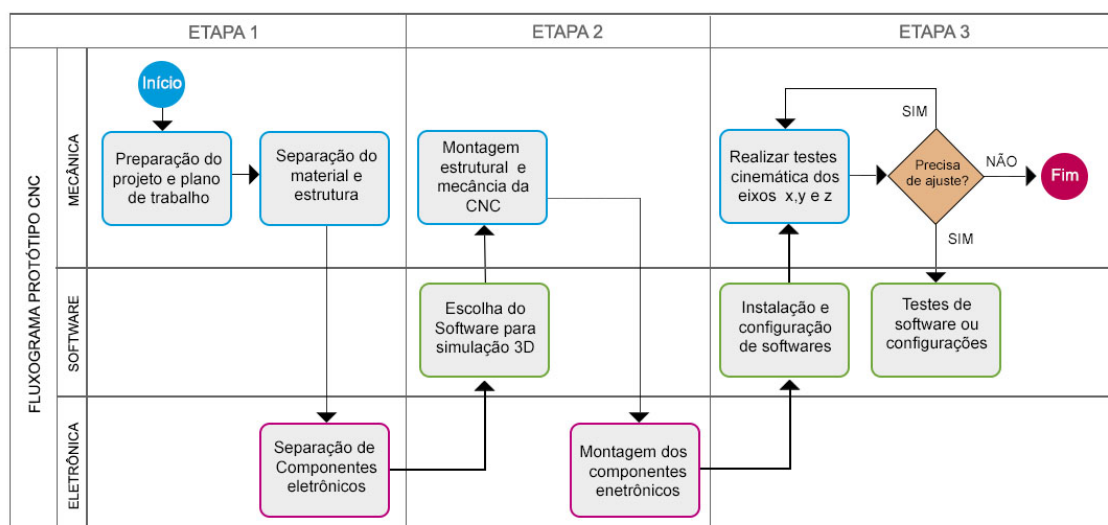 ETAPA 1
ETAPA 2
ETAPA 3
FLUXOGRAMA PROTÓTIPO CNC
MECÂNICA
Início
Preparação do
projeto e plano
de trabalho
Separação do
material e
estrutura
Montagem
estrutural e
mecância da
CNC
Realizar testes
cinemática dos
eixos x,y e z
SIM
Precisa
de ajuste?
NÃO
Fim
SIM
SOFTWARE
Escolha do
Software para
simulação 3D
Instalação e
configuração
de softwares
Testes de
software ou
configurações
ELETRÔNICA
Separação de
Componentes
eletrônicos
Montagem dos
componentes
enetrônicos